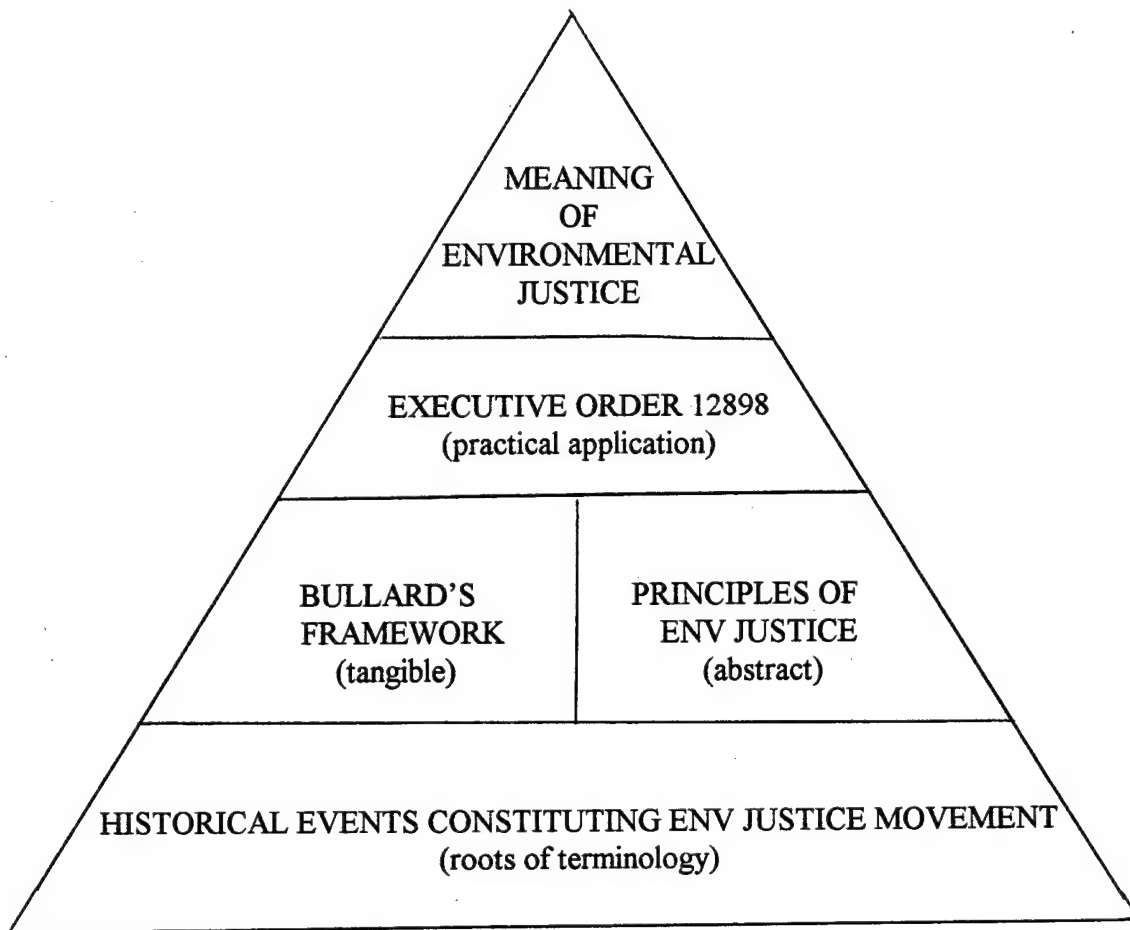 MEANING
OF
ENVIRONMENTAL
JUSTICE
EXECUTIVE ORDER 12898
(practical application)
BULLARD’S
FRAMEWORK
(tangible)
PRINCIPLES OF
ENV JUSTICE
(abstract)
HISTORICAL EVENTS CONSTITUTING ENV JUSTICE MOVEMENT
(roots of terminology)